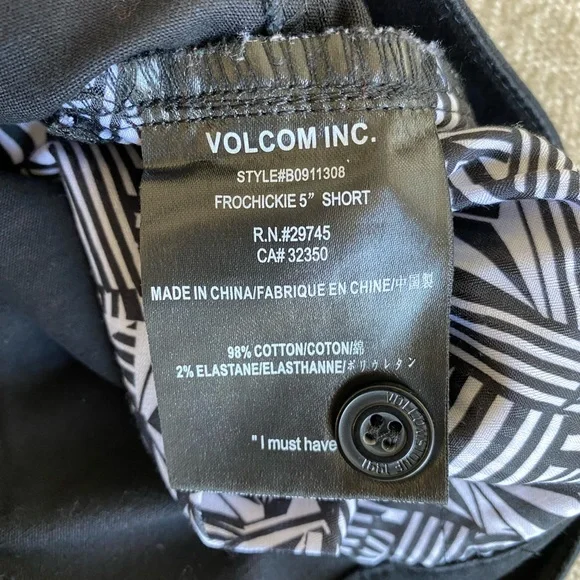 VOLCOM INC.
STYLE#B0911308
FROCHICKIE 5” SHORT
R.N.#29745
CA# 32350
MADE IN CHINA/FABRIQUE EN CHINE/中国製
98% COTTON/COTON/綿
2% ELASTANE/ELASTHANNE/ポリウレタン
" I must have